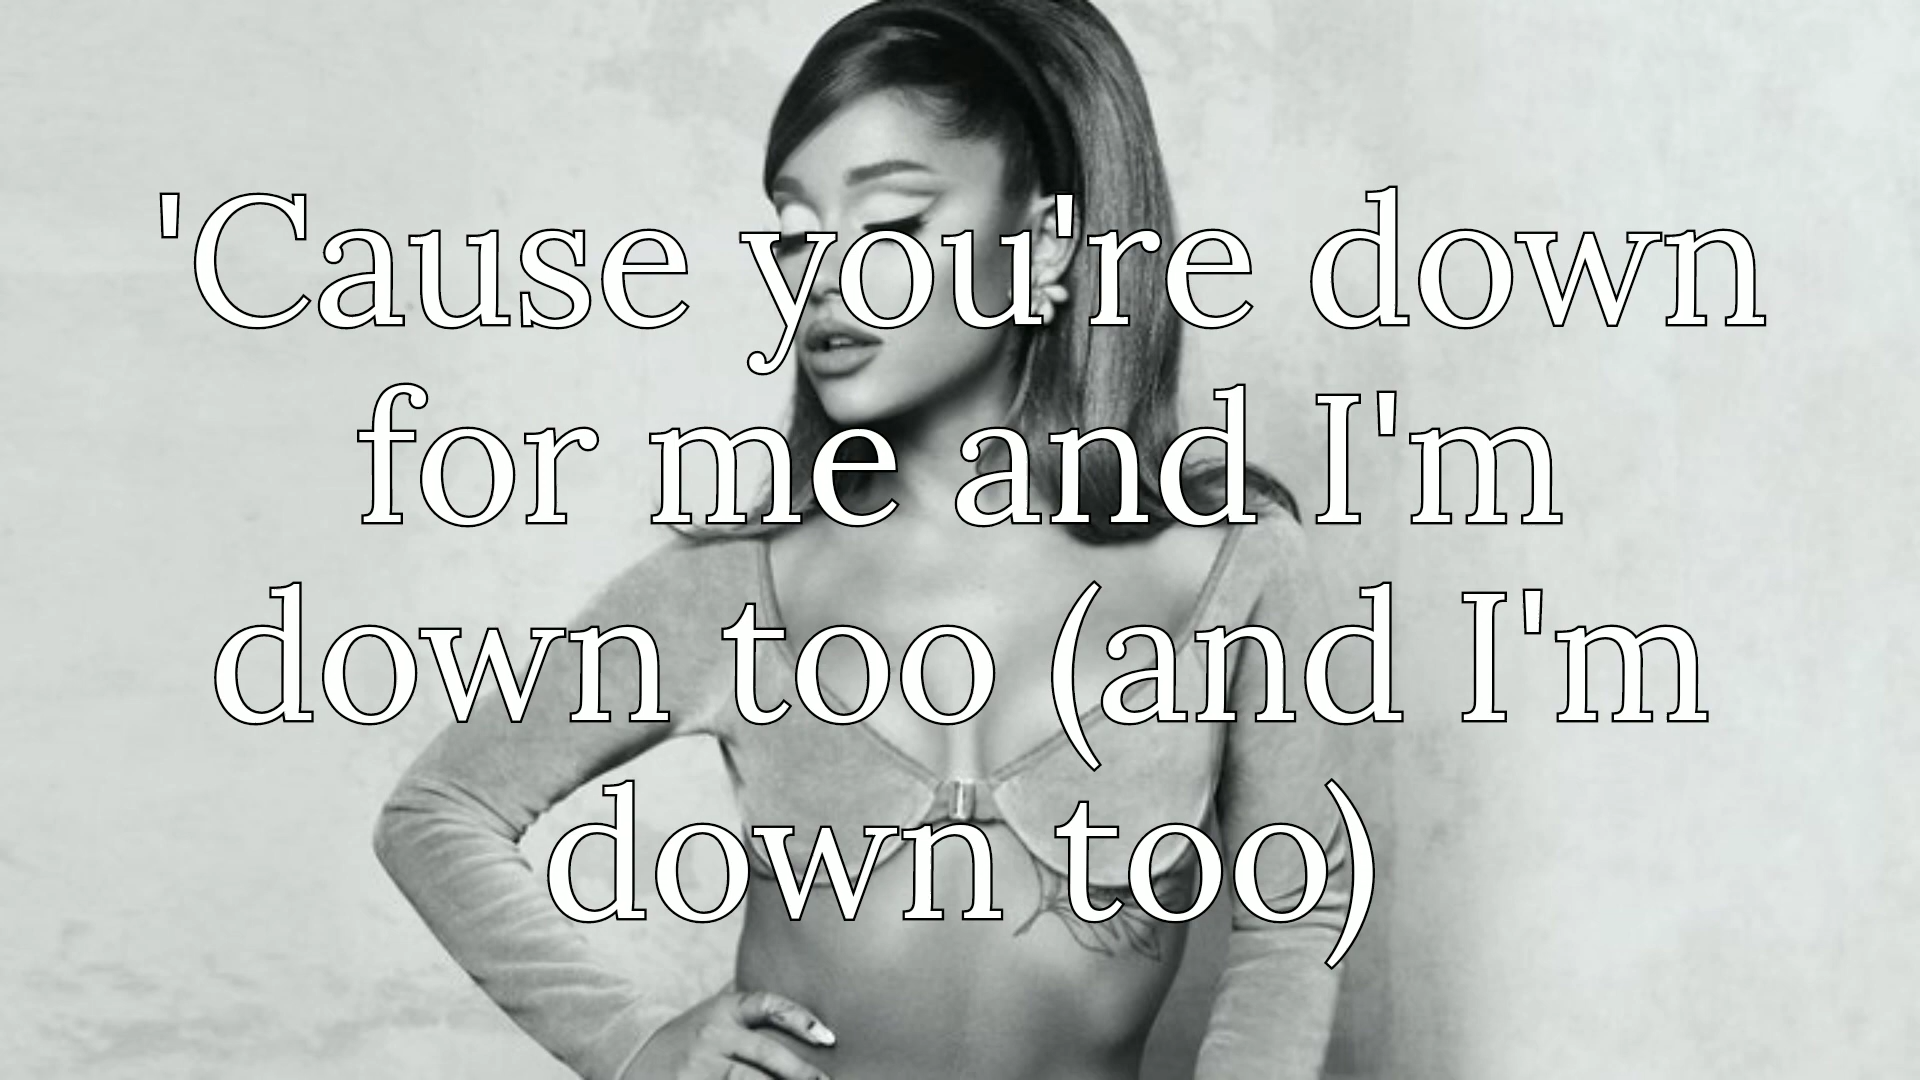 'Cause you're down
for me and I'm
down too (and I'm
down too)